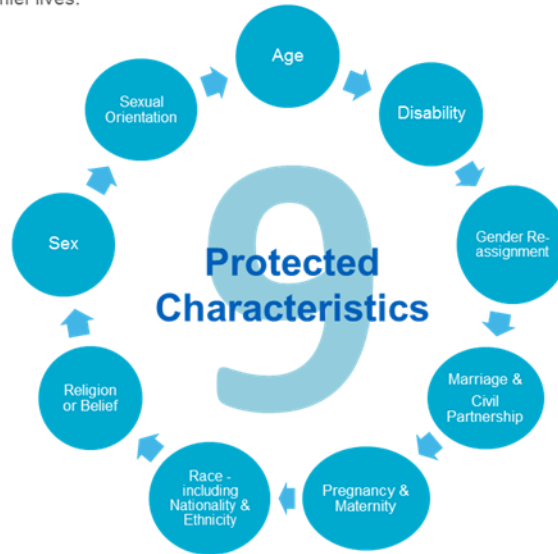 lives.
Age
Disability
Gender Re-
assignment
Marriage &
Civil
Partnership
Pregnancy &
Maternity
Race -
including
Nationality &
Ethnicity
Religion
or Belief
Sex
Sexual
Orientation
9
Protected
Characteristics